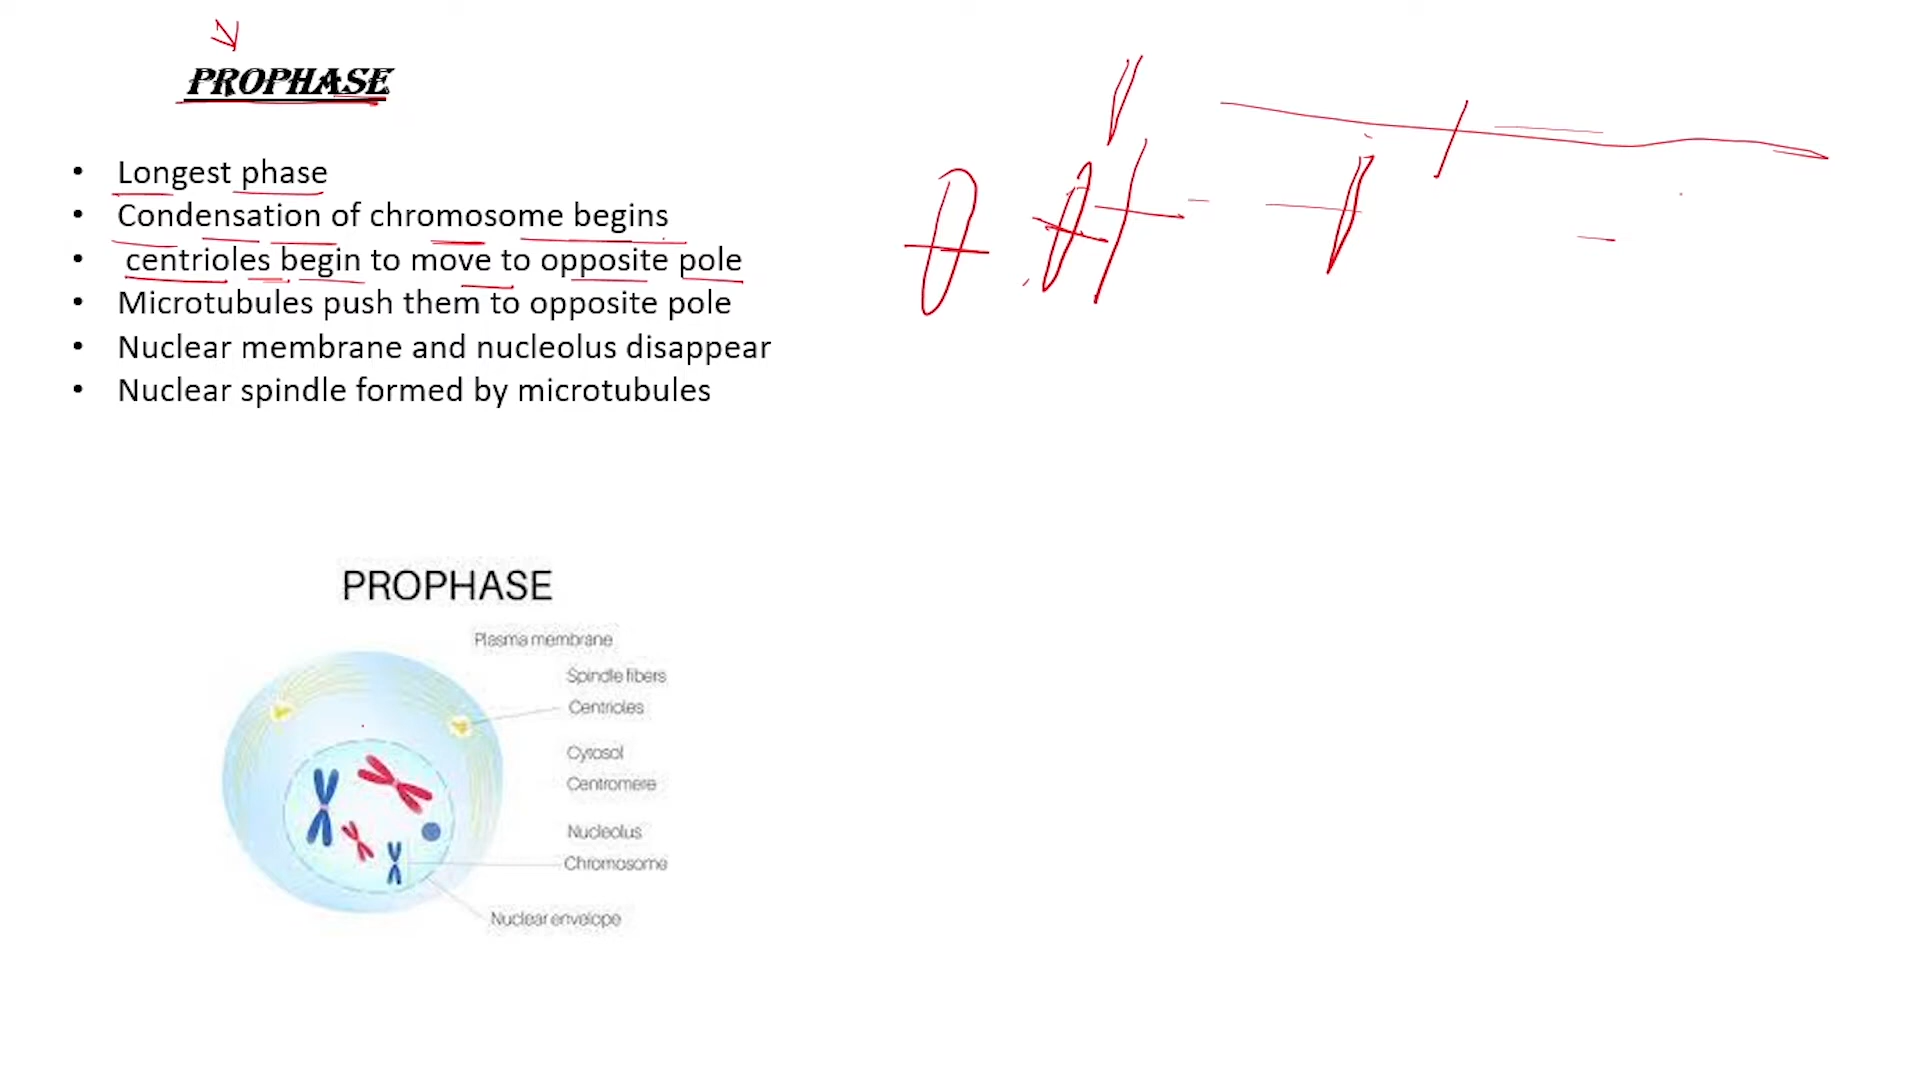 PROPHASE
• Longest phase
• Condensation of chromosome begins
• centrioles begin to move to opposite pole
• Microtubules push them to opposite pole
• Nuclear membrane and nucleolus disappear
• Nuclear spindle formed by microtubules
PROPHASE
Plasma membrane
Spindle fibers
Centrioles
Cytosol
Centromere
Nucleolus
Chromosome
Nuclear envelope